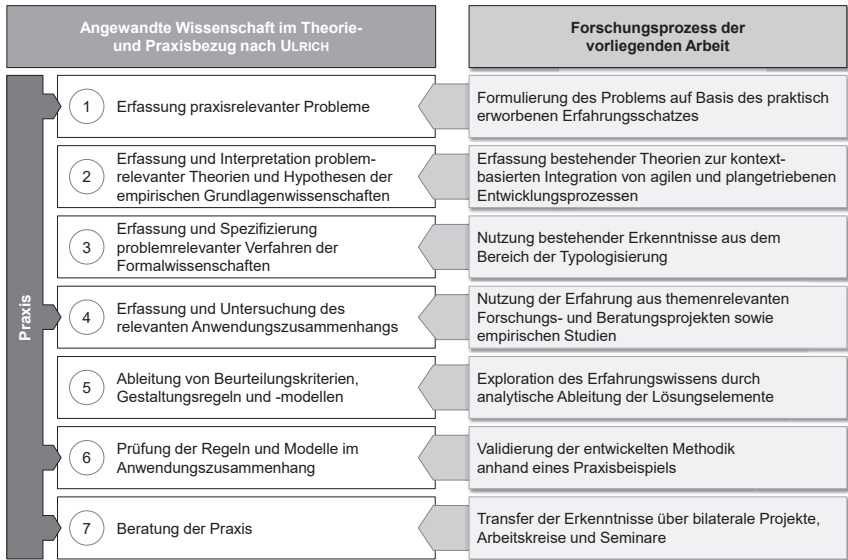 Angewandte Wissenschaft im Theorie-
und Praxisbezug nach ULRICH
Forschungsprozess der
vorliegenden Arbeit
Praxis
1
Erfassung praxisrelevanter Probleme
Formulierung des Problems auf Basis des praktisch
erworbenen Erfahrungsschatzes
2
Erfassung und Interpretation problem-
relevanter Theorien und Hypothesen der
empirischen Grundlagenwissenschaften
Erfassung bestehender Theorien zur kontext-
basierten Integration von agilen und plangetriebenen
Entwicklungsprozessen
3
Erfassung und Spezifizierung
problemrelevanter Verfahren der
Formalwissenschaften
Nutzung bestehender Erkenntnisse aus dem
Bereich der Typologisierung
4
Erfassung und Untersuchung des
relevanten Anwendungszusammenhangs
Nutzung der Erfahrung aus themenrelevanten
Forschungs- und Beratungsprojekten sowie
empirischen Studien
5
Ableitung von Beurteilungskriterien,
Gestaltungsregeln und -modellen
Exploration des Erfahrungswissens durch
analytische Ableitung der Lösungselemente
6
Prüfung der Regeln und Modelle im
Anwendungszusammenhang
Validierung der entwickelten Methodik
anhand eines Praxisbeispiels
7
Beratung der Praxis
Transfer der Erkenntnisse über bilaterale Projekte,
Arbeitskreise und Seminare